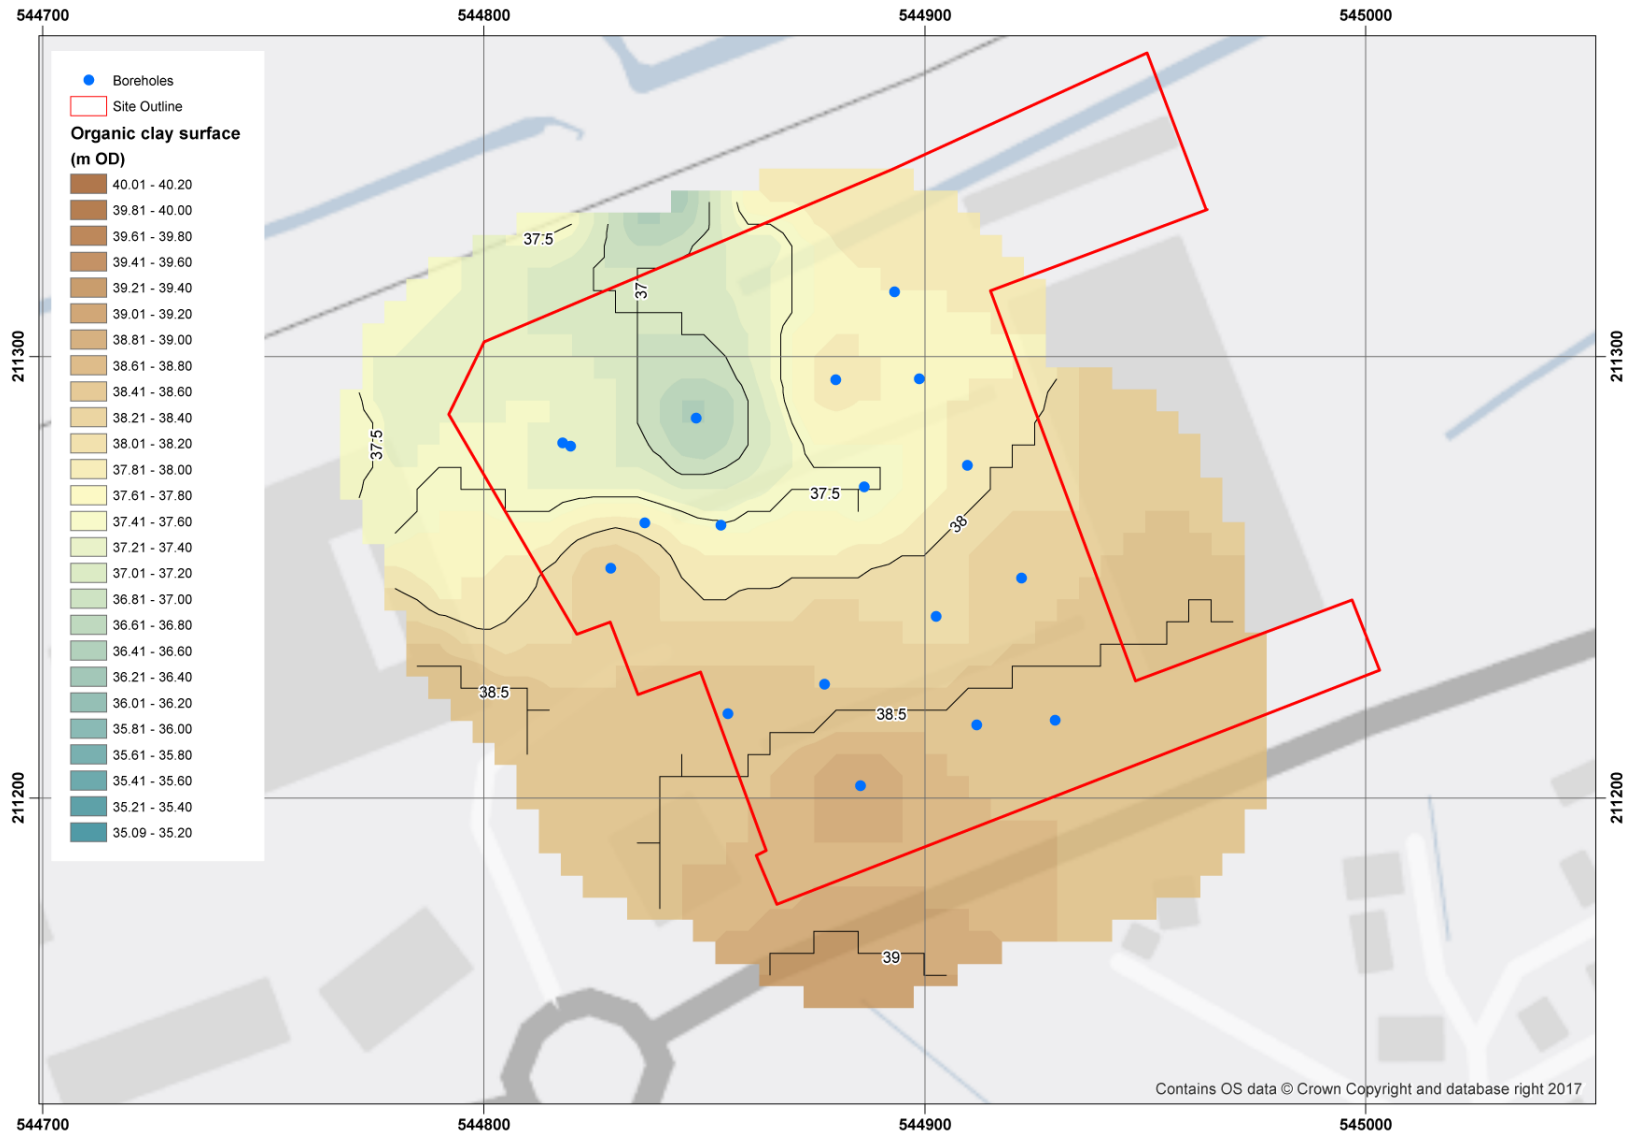 544700
544800
544900
545000
Boreholes
Site Outline
Organic clay surface
(m OD)
40.01 - 40.20
39.81 - 40.00
39.61 - 39.80
39.41 - 39.60
39.21 - 39.40
39.01 - 39.20
38.81 - 39.00
38.61 - 38.80
38.41 - 38.60
38.21 - 38.40
38.01 - 38.20
37.81 - 38.00
37.61 - 37.80
37.41 - 37.60
37.21 - 37.40
37.01 - 37.20
36.81 - 37.00
36.61 - 36.80
36.41 - 36.60
36.21 - 36.40
36.01 - 36.20
35.81 - 36.00
35.61 - 35.80
35.41 - 35.60
35.21 - 35.40
35.09 - 35.20
37.5
37
211300
211300
37.5
37.5
38
38.5
38.5
211200
211200
39
Contains OS data © Crown Copyright and database right 2017
544700
544800
544900
545000